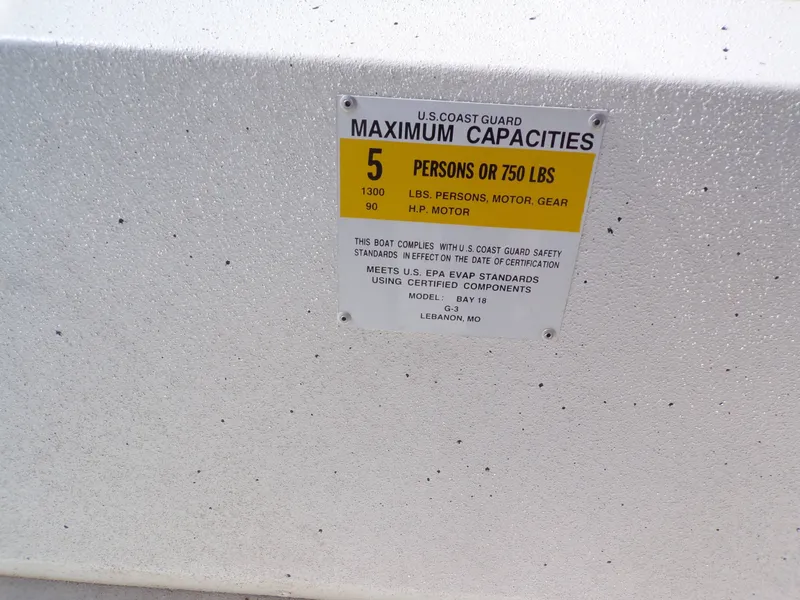 U.S.COAST GUARD
MAXIMUM CAPACITIES
5 PERSONS OR 750 LBS
1300 LBS. PERSONS, MOTOR. GEAR
90 H.P. MOTOR
THIS BOAT COMPLIES WITH U.S. COAST GUARD SAFETY
STANDARDS IN EFFECT ON THE DATE OF CERTIFICATION
MEETS U.S. EPA EVAP STANDARDS
USING CERTIFIED COMPONENTS
MODEL: BAY 18
G-3
LEBANON, MO